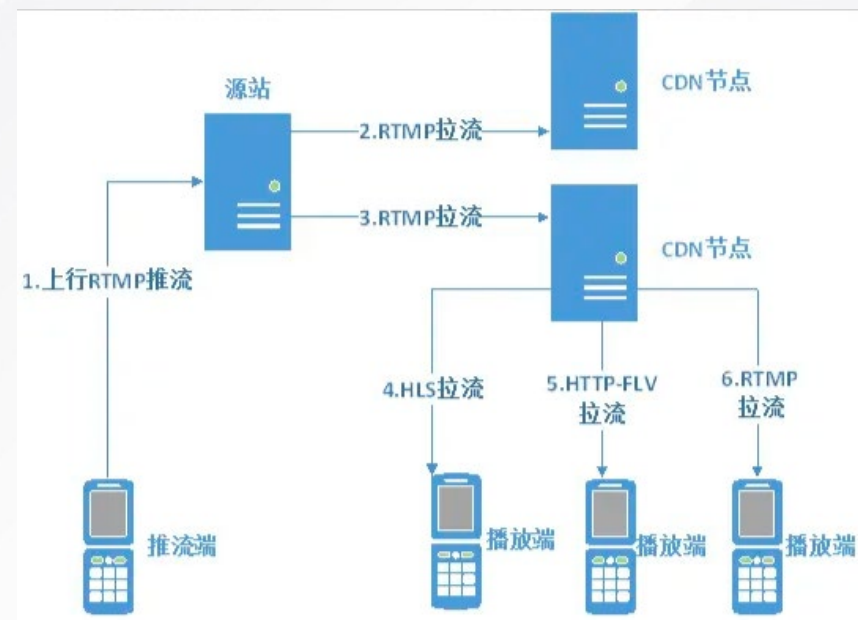 CDN节点
源站
2.RTMP拉流
3.RTMP拉流
CDN节点
1.上行RTMP推流
4.HLS拉流
5.HTTP-FLV
拉流
6.RTMP
拉流
推流端
播放端
播放端
播放端